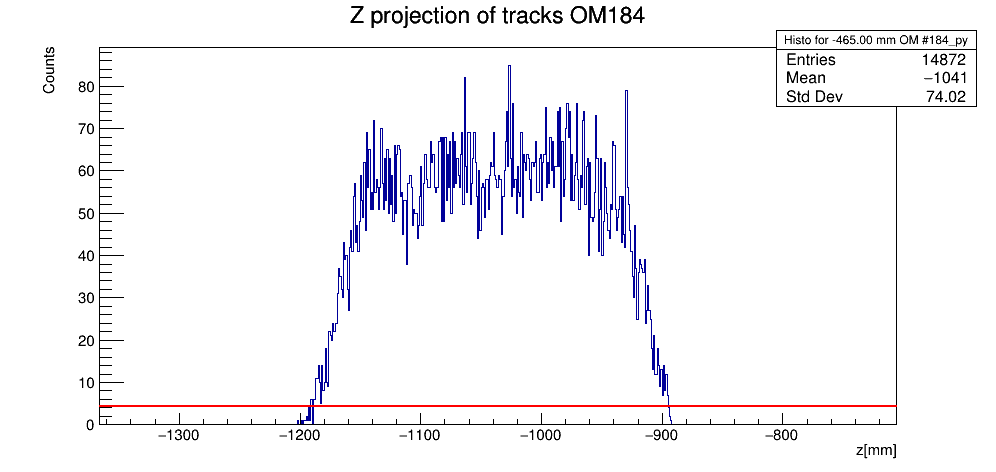 Z projection of tracks OM184
Histo for -465.00 mm OM #184_py
Entries 14872
Mean −1041
Std Dev 74.02
Counts
80
70
60
50
40
30
20
10
0
−1300 −1200 −1100 −1000 −900 −800
z[mm]